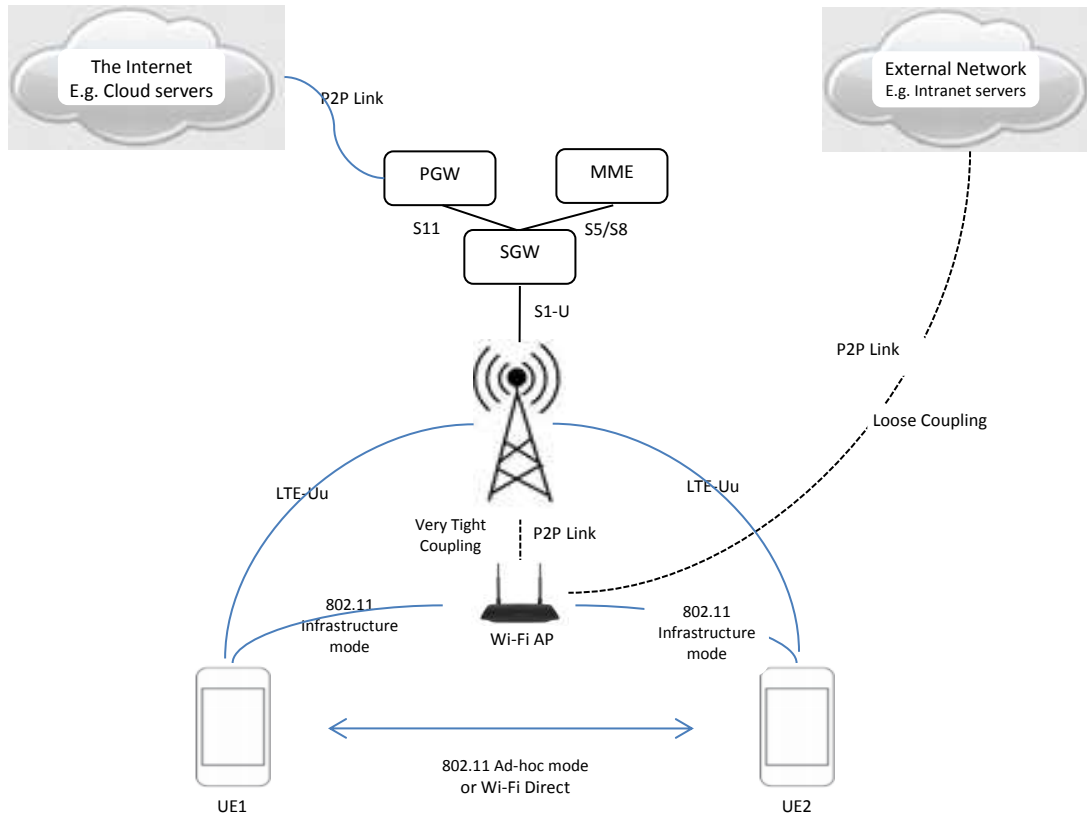 The Internet
E.g. Cloud servers
External Network
E.g. Intranet servers
P2P Link
PGW
MME
S11
S5/S8
SGW
S1-U
P2P Link
Loose Coupling
LTE-Uu
LTE-Uu
Very Tight
Coupling
P2P Link
802.11
Infrastructure
mode
Wi-Fi AP
802.11
Infrastructure
mode
802.11 Ad-hoc mode
or Wi-Fi Direct
UE1
UE2